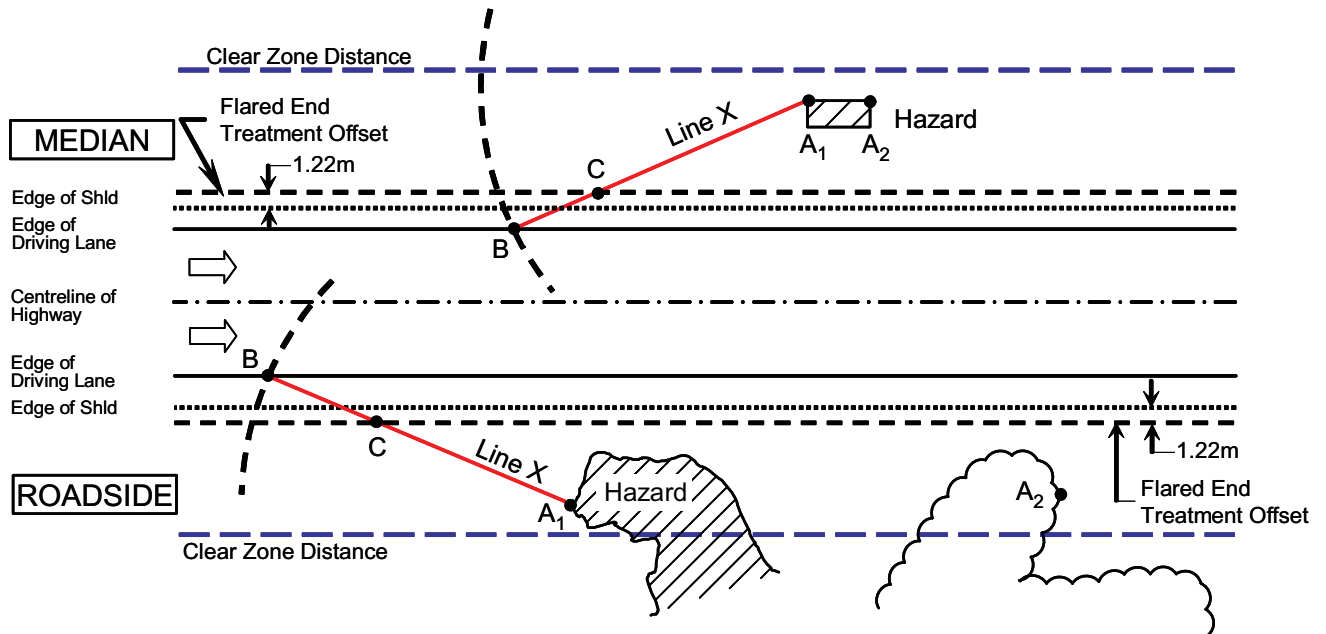 Clear Zone Distance
Flared End
Treatment Offset
MEDIAN
1.22m
Line X
Hazard
A1
A2
C
Edge of Shld
Edge of
Driving Lane
B
Centreline of
Highway
B
Edge of
Driving Lane
Edge of Shld
C
Line X
1.22m
ROADSIDE
Hazard
A1
A2
Flared End
Treatment Offset
Clear Zone Distance